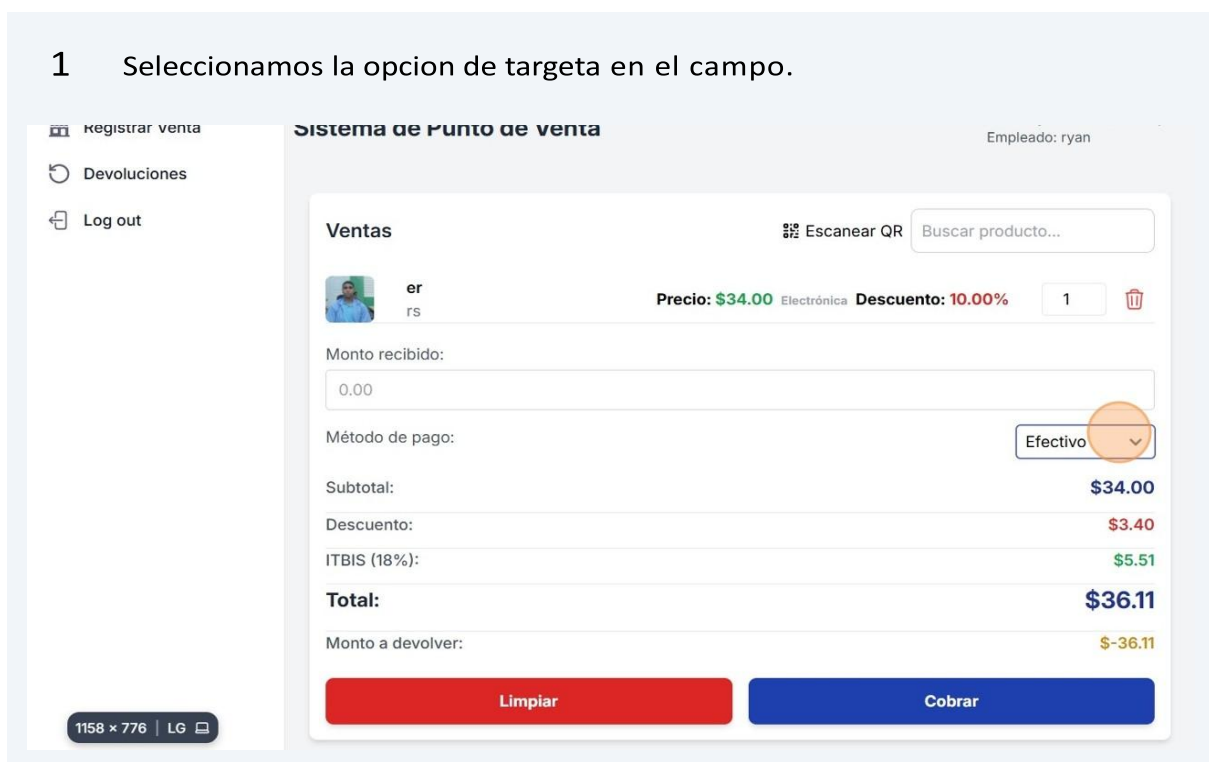 1 Seleccionamos la opcion de targeta en el campo.
Registrar Venta
Sistema de Punto de Venta
Empleado: ryan
Devoluciones
Log out
Ventas
Escanear QR
Buscar producto...
er
rs
Precio: $34.00 Electrónica Descuento: 10.00%
1
Monto recibido:
0.00
Método de pago:
Efectivo
Subtotal: $34.00
Descuento: $3.40
ITBIS (18%): $5.51
Total: $36.11
Monto a devolver: $-36.11
Limpiar
Cobrar
1158 × 776 | LG